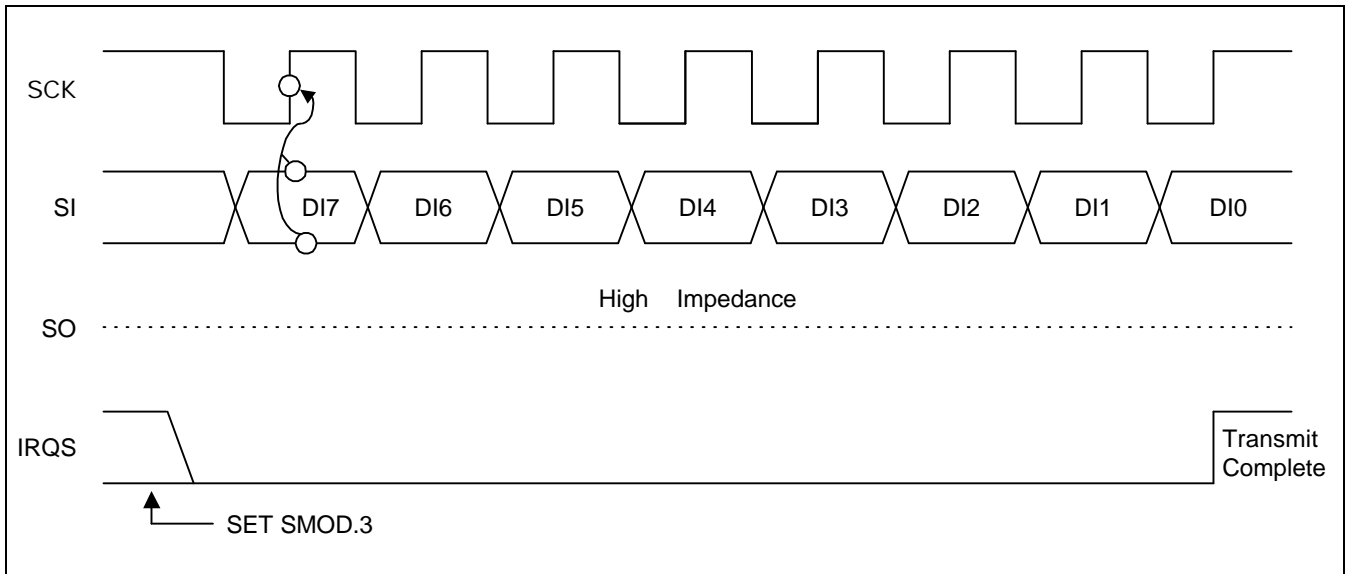 SCK
SI
DI7 DI6 DI5 DI4 DI3 DI2 DI1 DI0
High Impedance
SO
IRQS
Transmit
Complete
SET SMOD.3